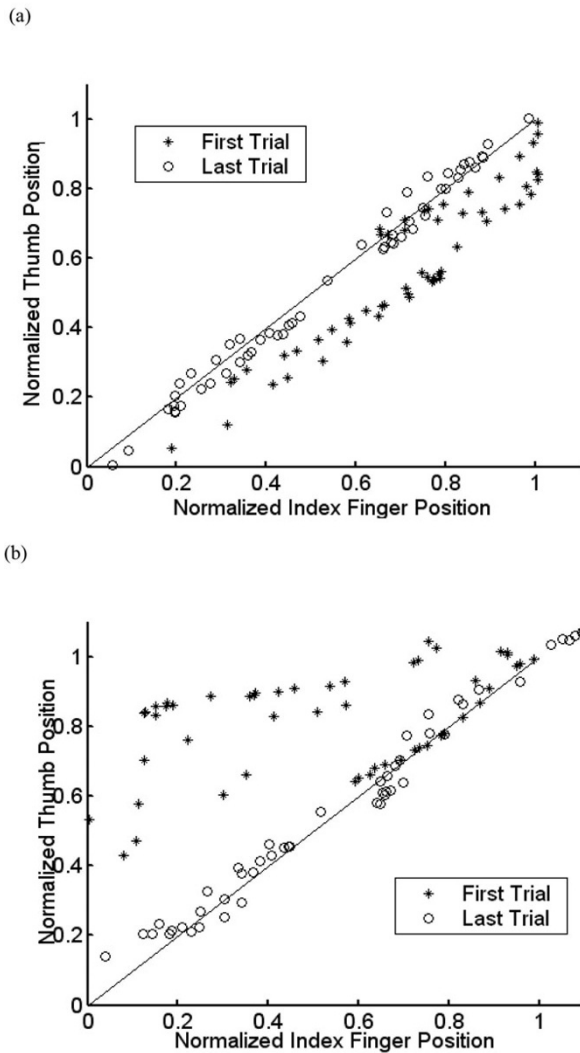 (a)
1
0.8
0.6
0.4
0.2
0
Normalized Thumb Position
First Trial
Last Trial
0 0.2 0.4 0.6 0.8 1
Normalized Index Finger Position
(b)
1
0.8
0.6
0.4
0.2
0
Normalized Thumb Position
First Trial
Last Trial
0 0.2 0.4 0.6 0.8 1
Normalized Index Finger Position